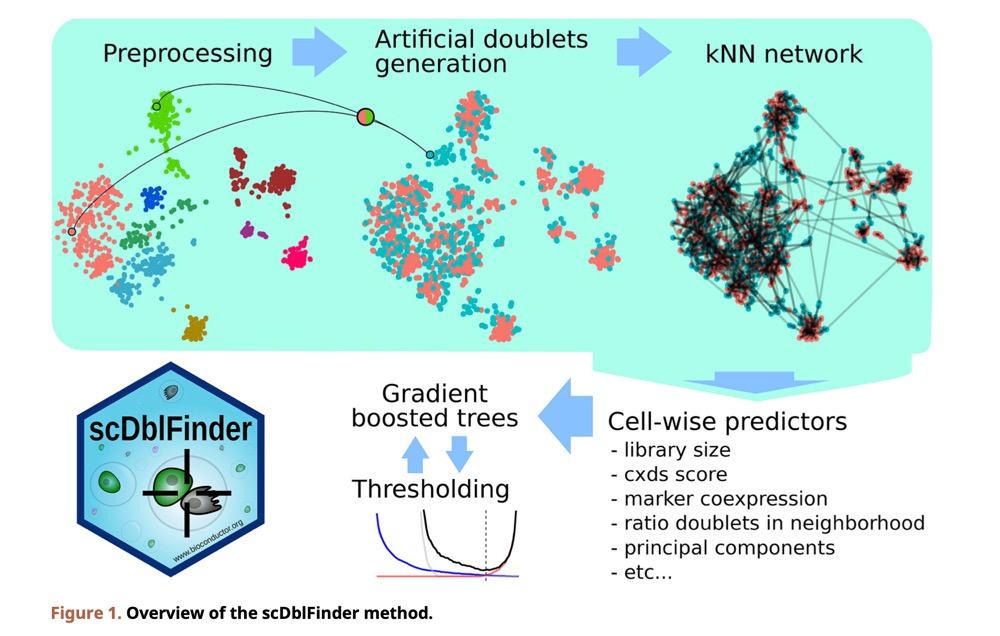 Preprocessing
Artificial doublets
generation
kNN network
scDblFinder
www.bioconductor.org
Gradient
boosted trees
Thresholding
Cell-wise predictors
- library size
- cxds score
- marker coexpression
- ratio doublets in neighborhood
- principal components
- etc...
Figure 1. Overview of the scDblFinder method.